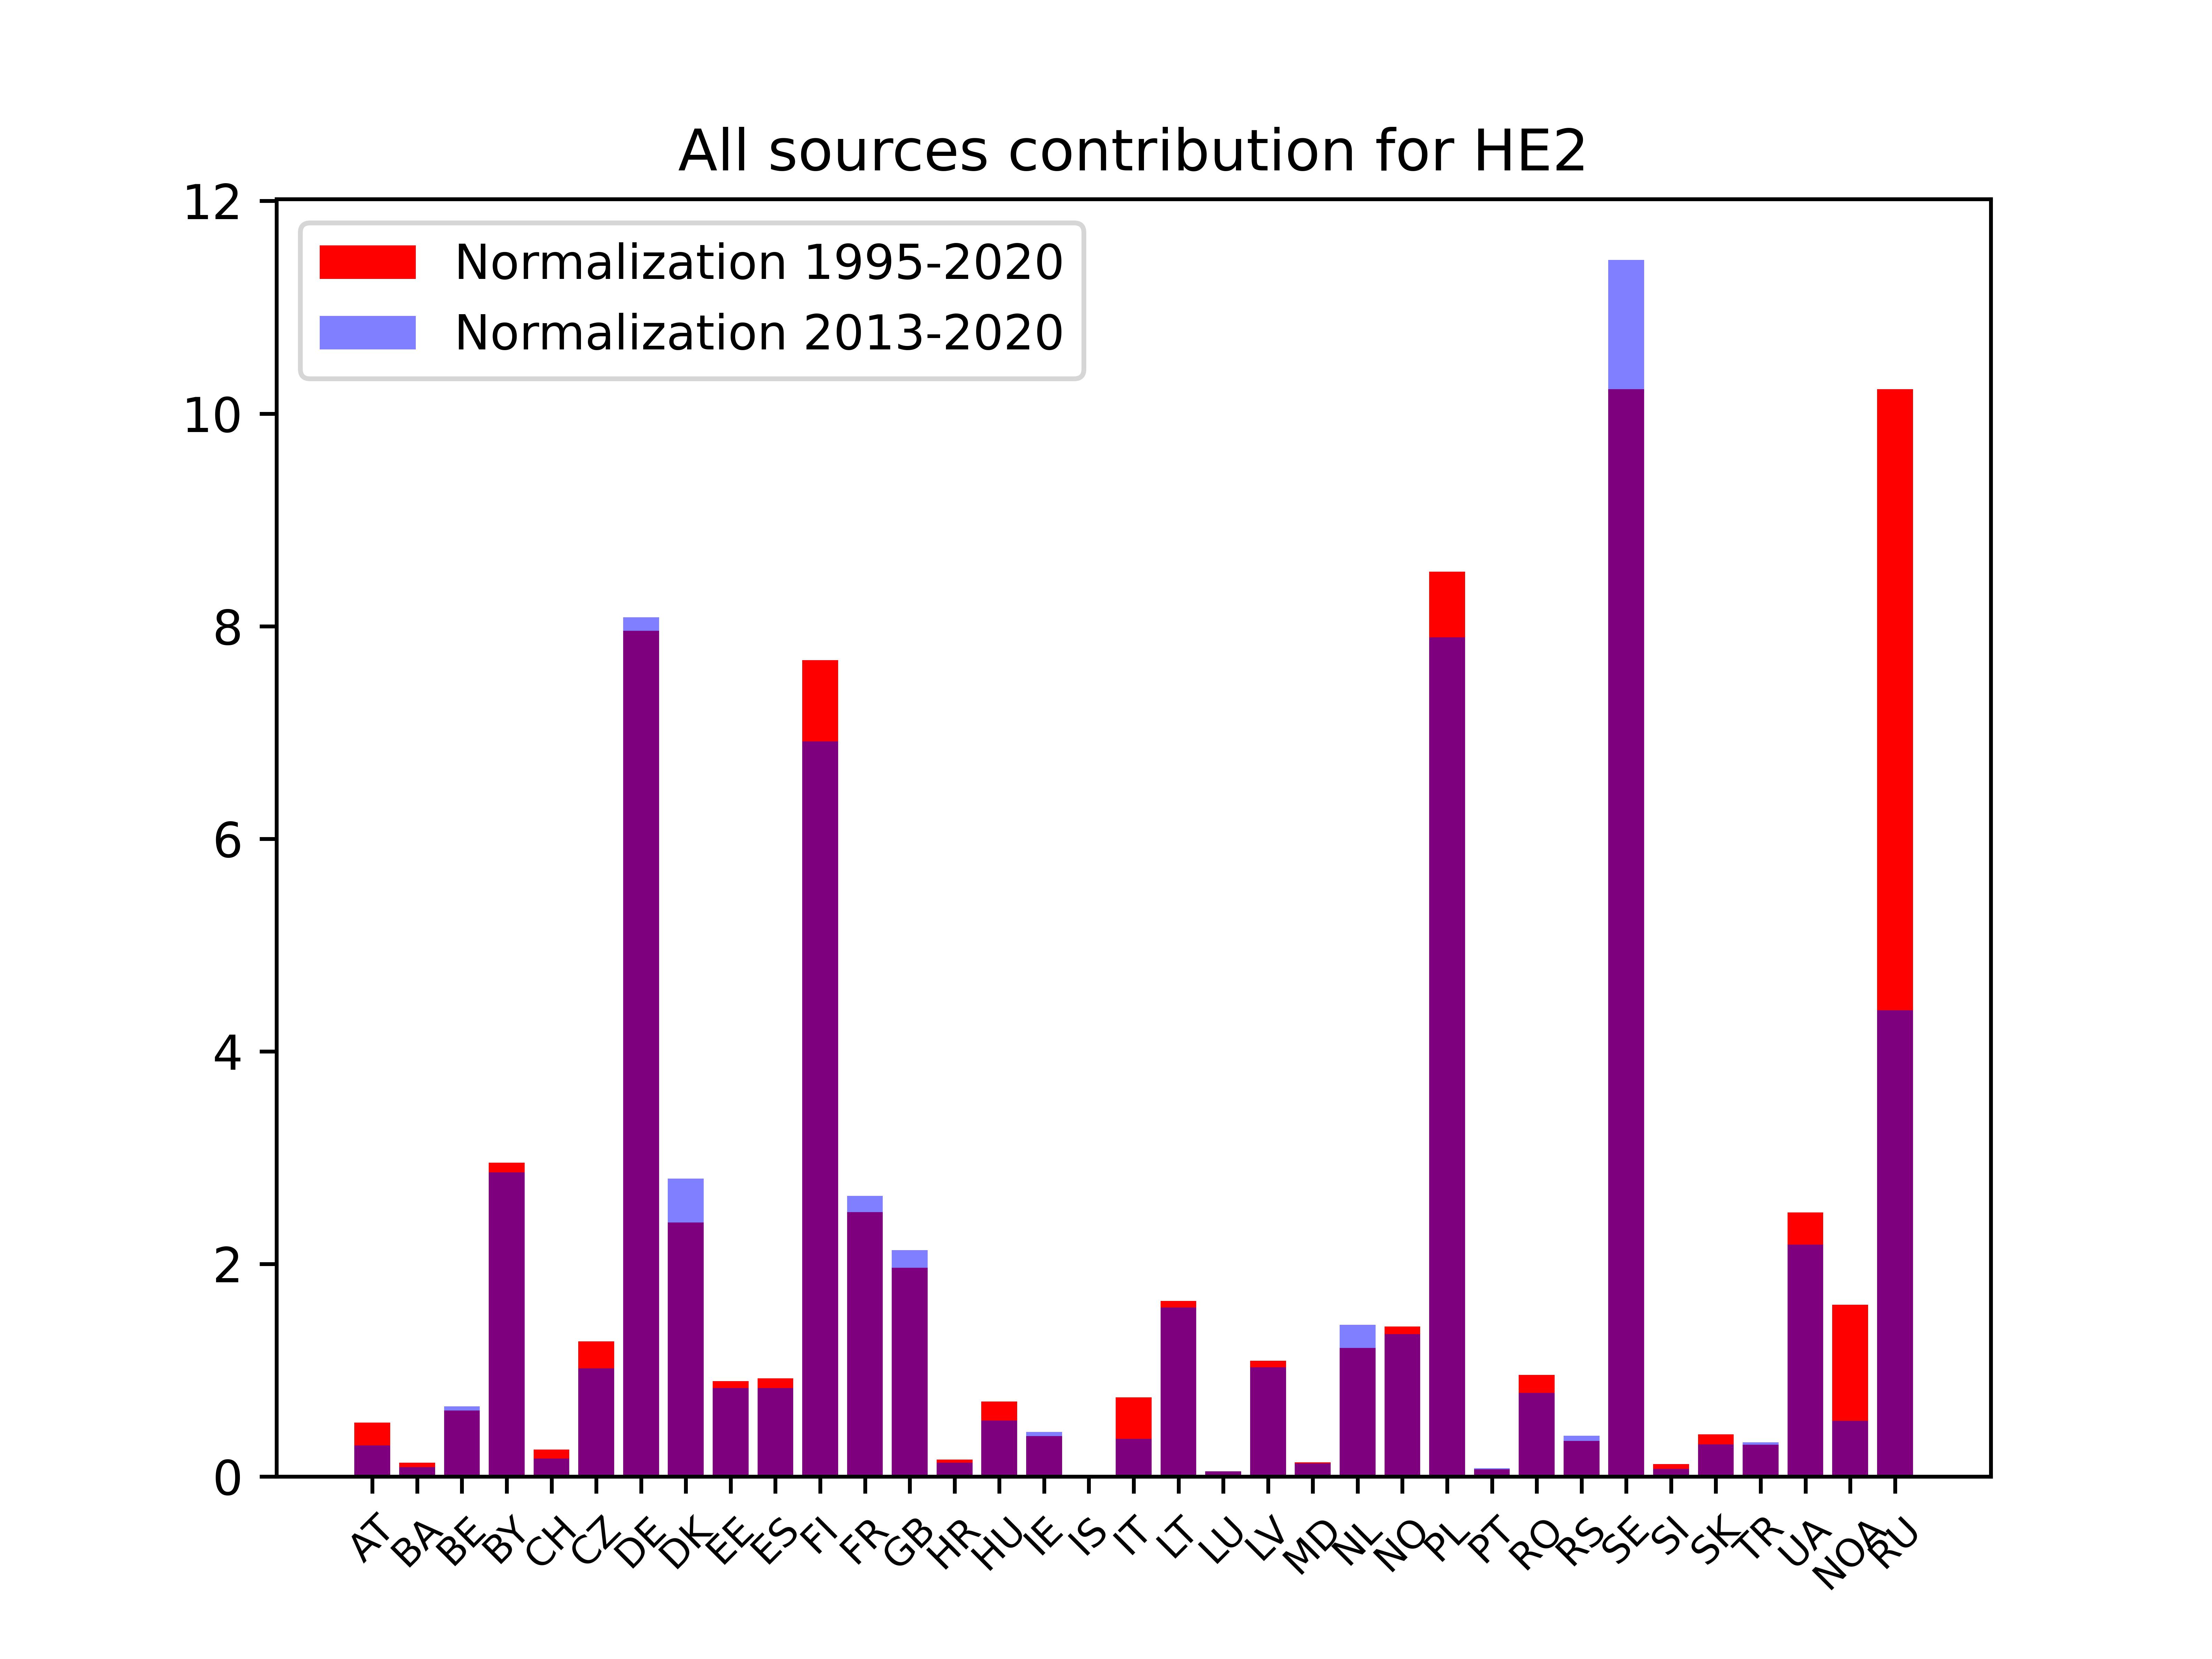 All sources contribution for HE2
Normalization 1995-2020
Normalization 2013-2020
12
10
8
6
4
2
0
AT BA BE BY CH CZ DE DK EE ES FI FR GB HR HU IE IS IT LT LU LV MD NL NO PL PT RO RS SE SI SK TR UA NOA RU